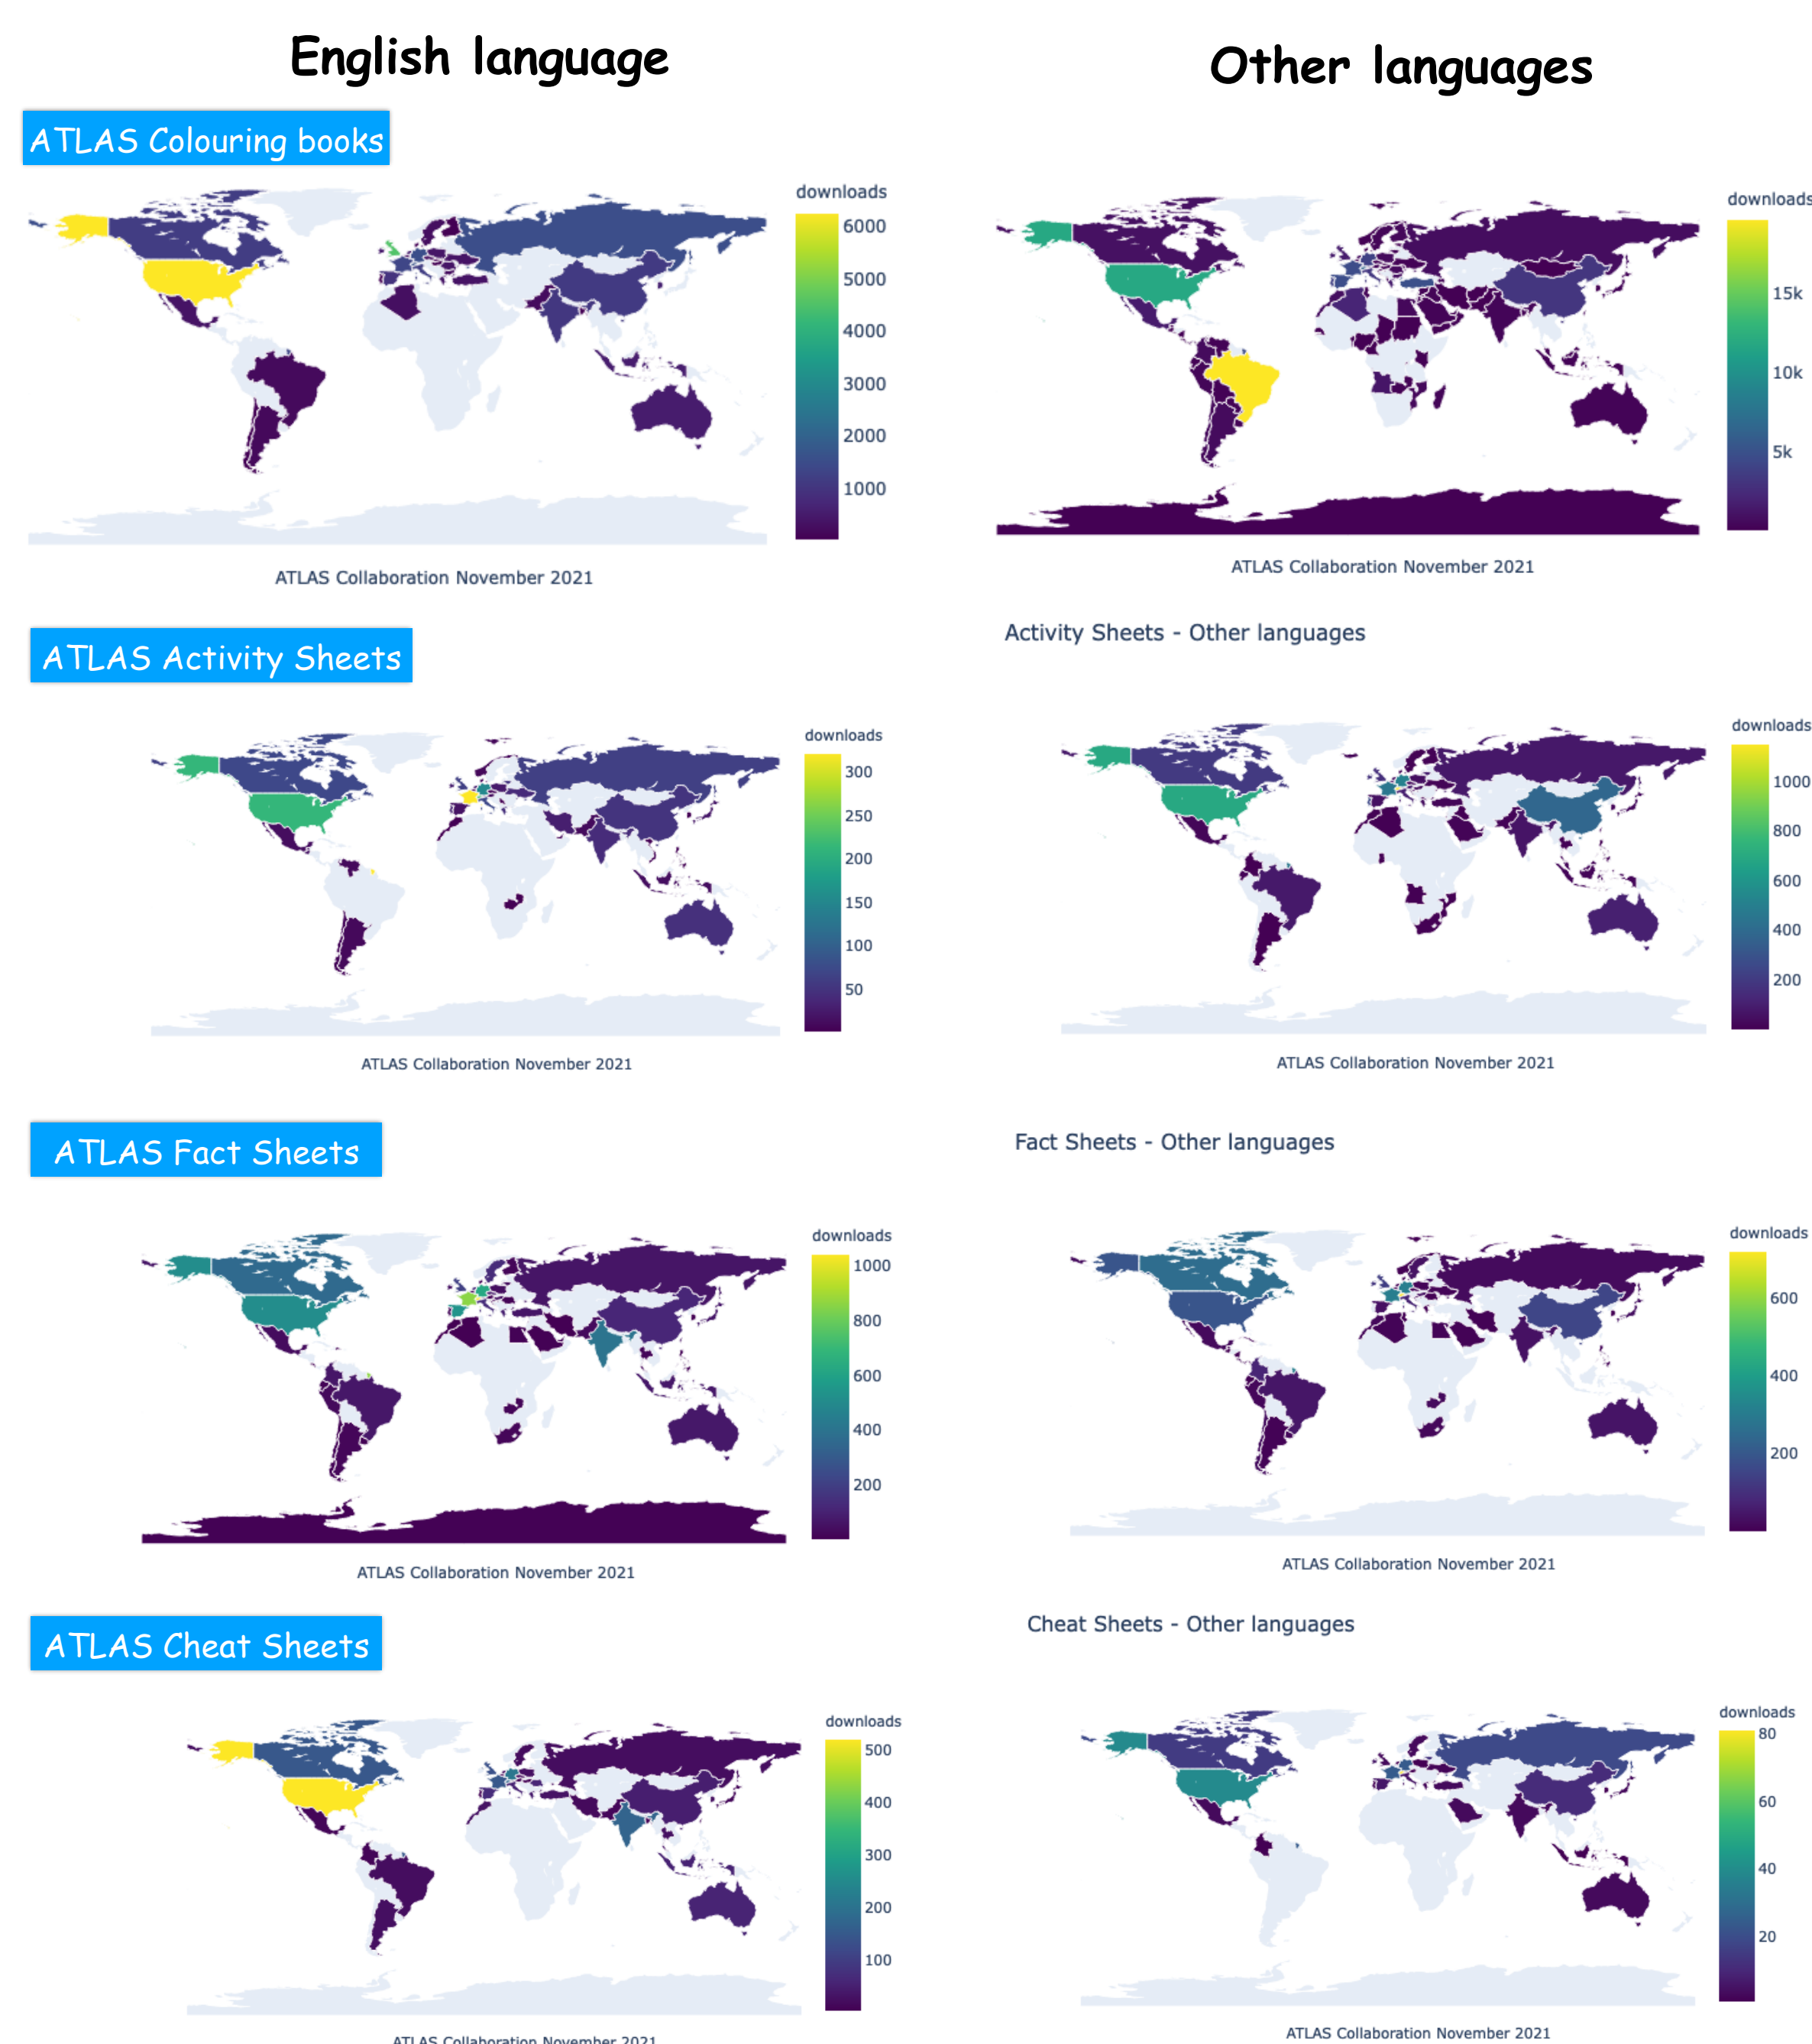 English language
Other languages
ATLAS Colouring books
downloads
6000
5000
4000
3000
2000
1000
ATLAS Collaboration November 2021
downloads
15k
10k
5k
ATLAS Collaboration November 2021
ATLAS Activity Sheets
downloads
300
250
200
150
100
50
ATLAS Collaboration November 2021
Activity Sheets - Other languages
downloads
1000
800
600
400
200
ATLAS Collaboration November 2021
ATLAS Fact Sheets
downloads
1000
800
600
400
200
ATLAS Collaboration November 2021
Fact Sheets - Other languages
downloads
600
400
200
ATLAS Collaboration November 2021
ATLAS Cheat Sheets
downloads
500
400
300
200
100
ATLAS Collaboration November 2021
Cheat Sheets - Other languages
downloads
80
60
40
20
ATLAS Collaboration November 2021